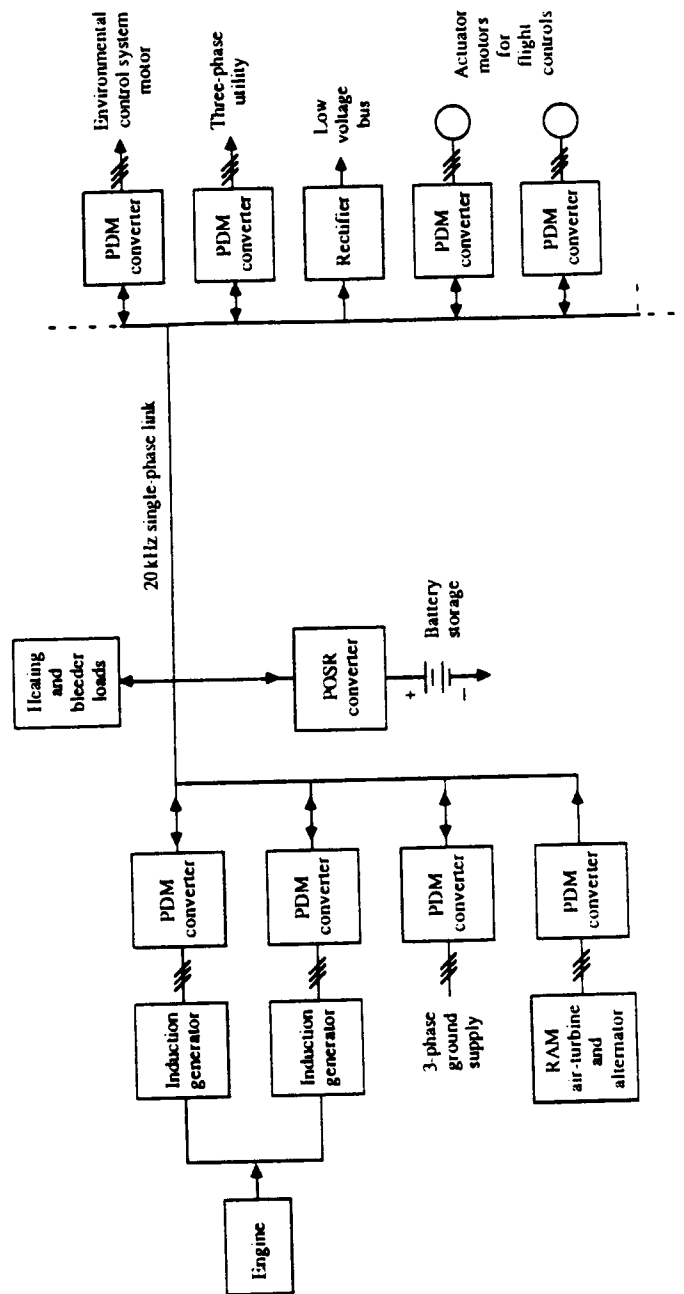 Engine
Induction
generator
Induction
generator
3-phase
ground
supply
RAM
air-turbine
and
alternator
PDM
converter
PDM
converter
PDM
converter
PDM
converter
Heating
and
bleeder
loads
20 kHz single-phase link
POSR
converter
+
−
Battery
storage
PDM
converter
PDM
converter
Rectifier
PDM
converter
PDM
converter
Environmental
control system
motor
Three-phase
utility
Low
voltage
bus
Actuator
motors
for
flight
controls